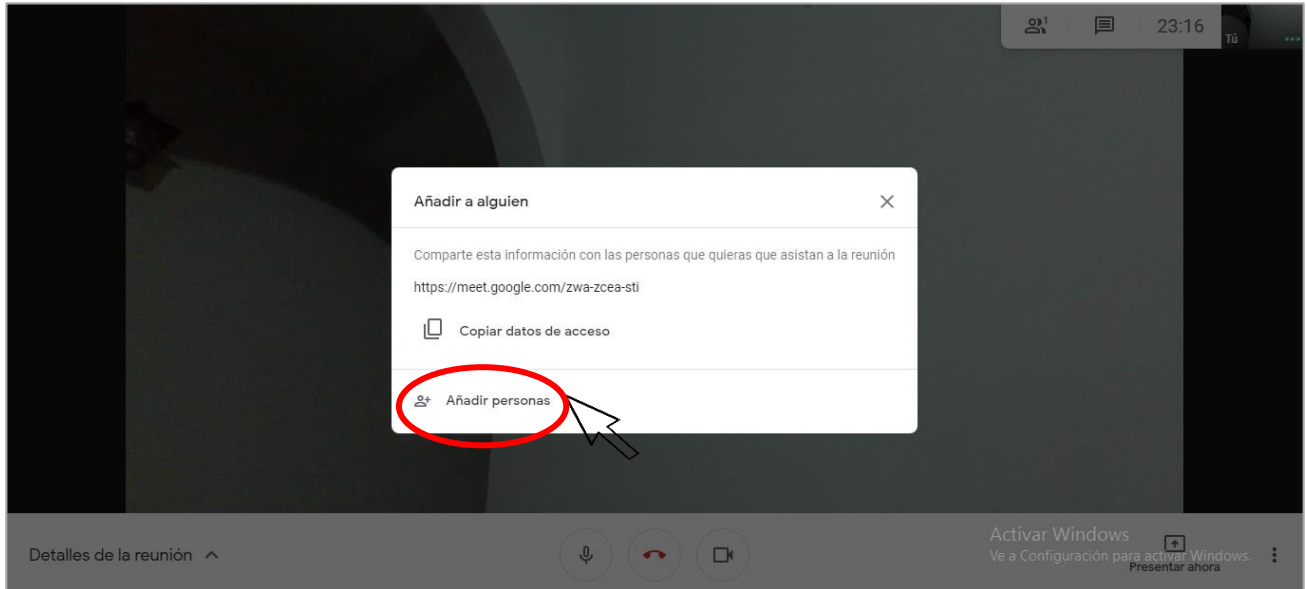 1
23:16
Tú
Añadir a alguien
Comparte esta información con las personas que quieras que asistan a la reunión
https://meet.google.com/zwa-zcea-sti
Copiar datos de acceso
Añadir personas
Detalles de la reunión
Activar Windows
Ve a Configuración para activar Windows.
Presentar ahora